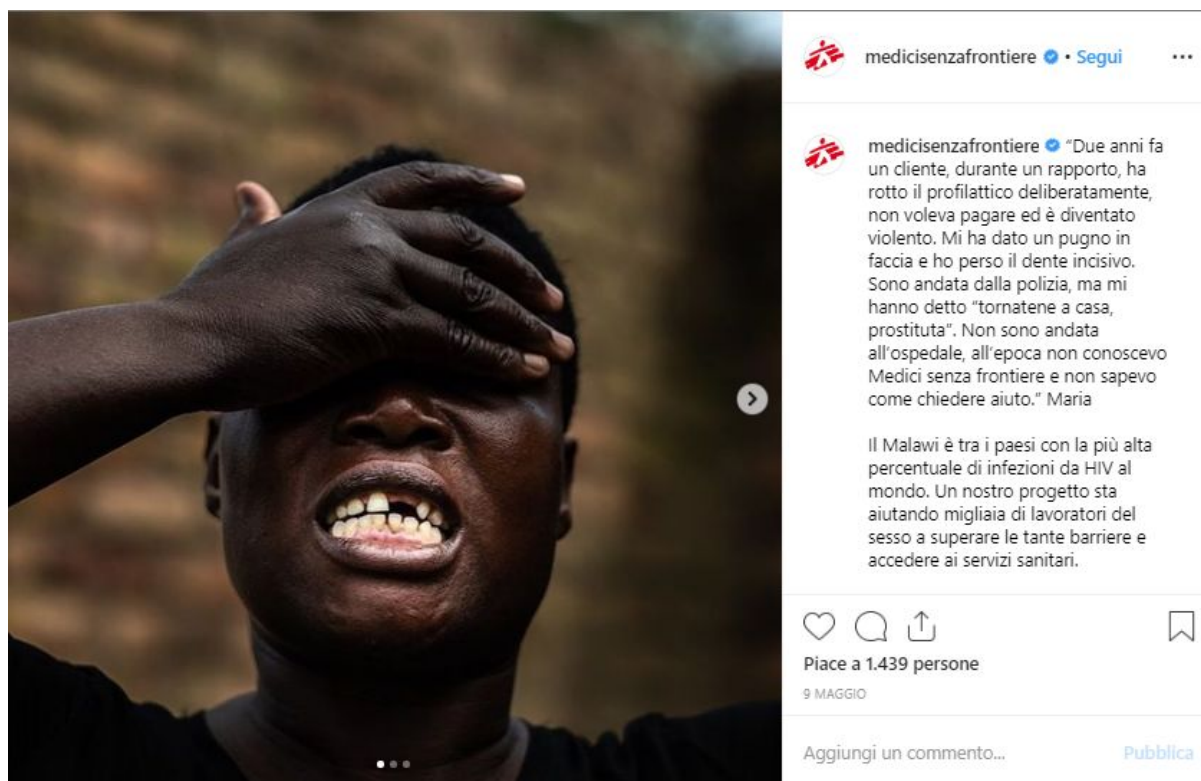 medicisenzafrontiere • Segui
medicisenzafrontiere “Due anni fa
un cliente, durante un rapporto, ha
rotto il profilattico deliberatamente,
non voleva pagare ed è diventato
violento. Mi ha dato un pugno in
faccia e ho perso il dente incisivo.
Sono andata dalla polizia, ma mi
hanno detto “tornatene a casa,
prostituta”. Non sono andata
all’ospedale, all’epoca non conoscevo
Medici senza frontiere e non sapevo
come chiedere aiuto.” Maria
Il Malawi è tra i paesi con la più alta
percentuale di infezioni da HIV al
mondo. Un nostro progetto sta
aiutando migliaia di lavoratori del
sesso a superare le tante barriere e
accedere ai servizi sanitari.
Piace a 1.439 persone
9 MAGGIO
Aggiungi un commento... Pubblica